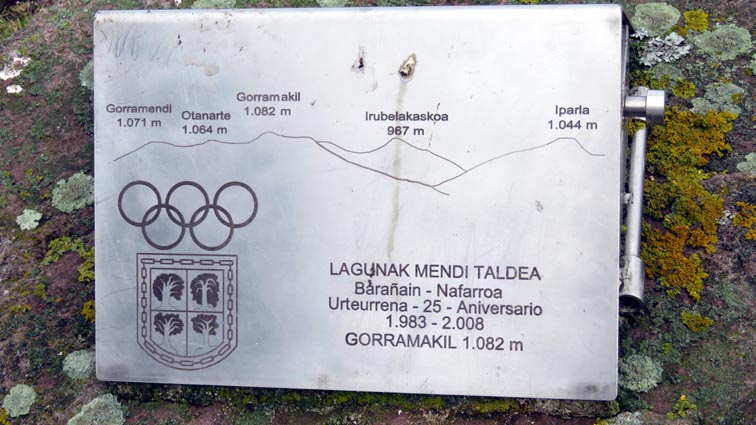 Gorramendi
1.071 m
Otanarte
1.064 m
Gorramakil
1.082 m
Irubelakaskoa
967 m
Iparla
1.044 m
LAGUNAK MENDI TALDEA
Barañain - Nafarroa
Urteurrena - 25 - Aniversario
1.983 - 2.008
GORRAMAKIL 1.082 m